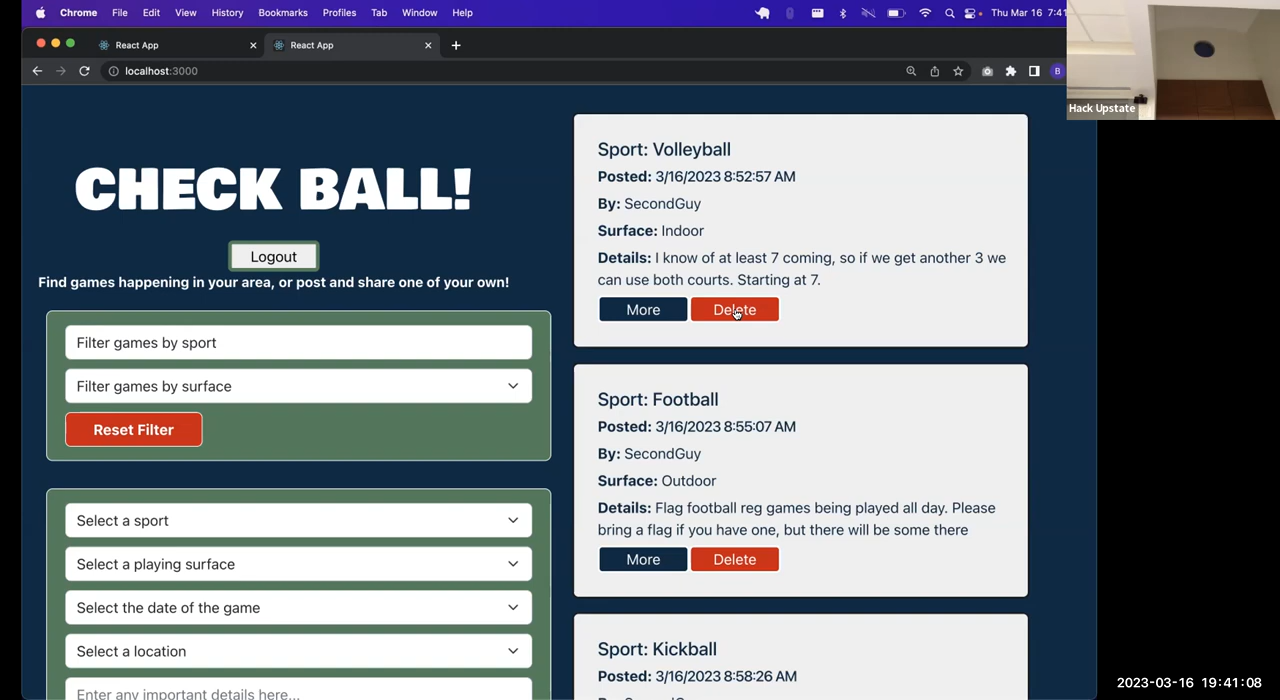 Chrome File Edit View History Bookmarks Profiles Tab Window Help Thu Mar 16 7:41
React App React App
localhost:3000
B
Hack Upstate
CHECK BALL!
Logout
Find games happening in your area, or post and share one of your own!
Filter games by sport
Filter games by surface
Reset Filter
Select a sport
Select a playing surface
Select the date of the game
Select a location
Enter any important details here...
Sport: Volleyball
Posted: 3/16/2023 8:52:57 AM
By: SecondGuy
Surface: Indoor
Details: I know of at least 7 coming, so if we get another 3 we
can use both courts. Starting at 7.
More Delete
Sport: Football
Posted: 3/16/2023 8:55:07 AM
By: SecondGuy
Surface: Outdoor
Details: Flag football reg games being played all day. Please
bring a flag if you have one, but there will be some there
More Delete
Sport: Kickball
Posted: 3/16/2023 8:58:26 AM
2023-03-16 19:41:08